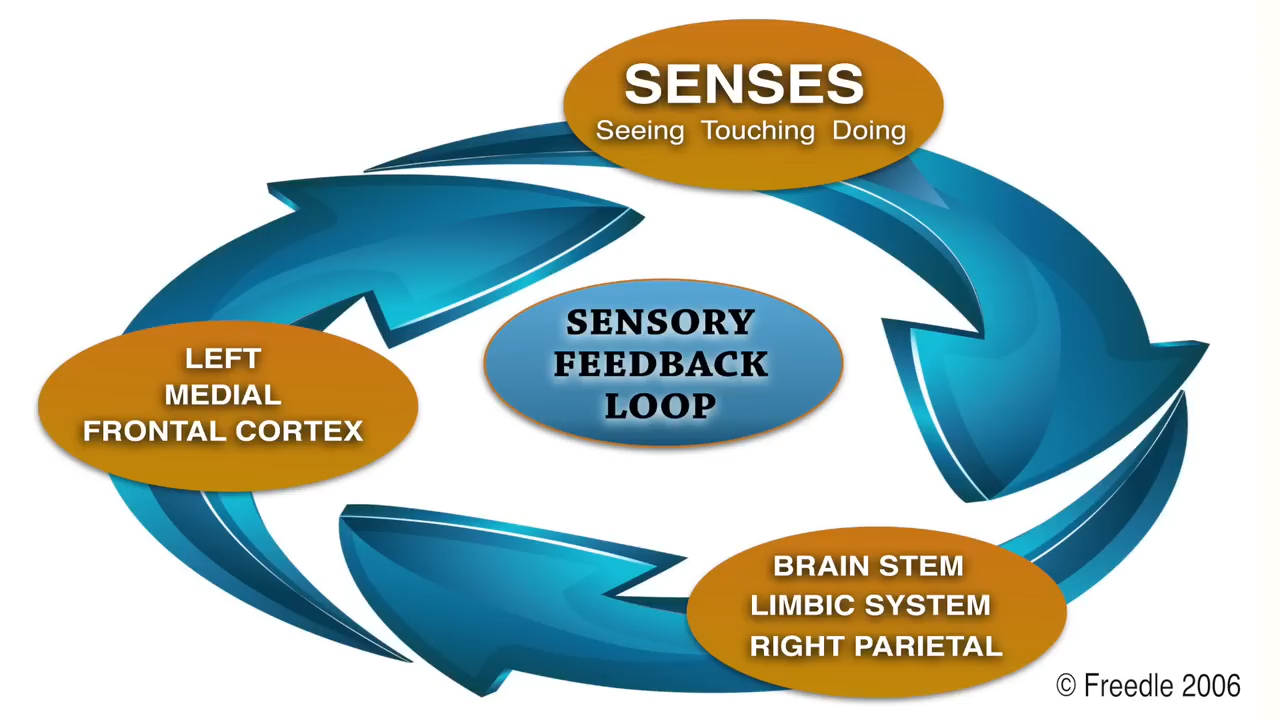 SENSES
Seeing Touching Doing
SENSORY
FEEDBACK
LOOP
LEFT
MEDIAL
FRONTAL CORTEX
BRAIN STEM
LIMBIC SYSTEM
RIGHT PARIETAL
© Freedle 2006